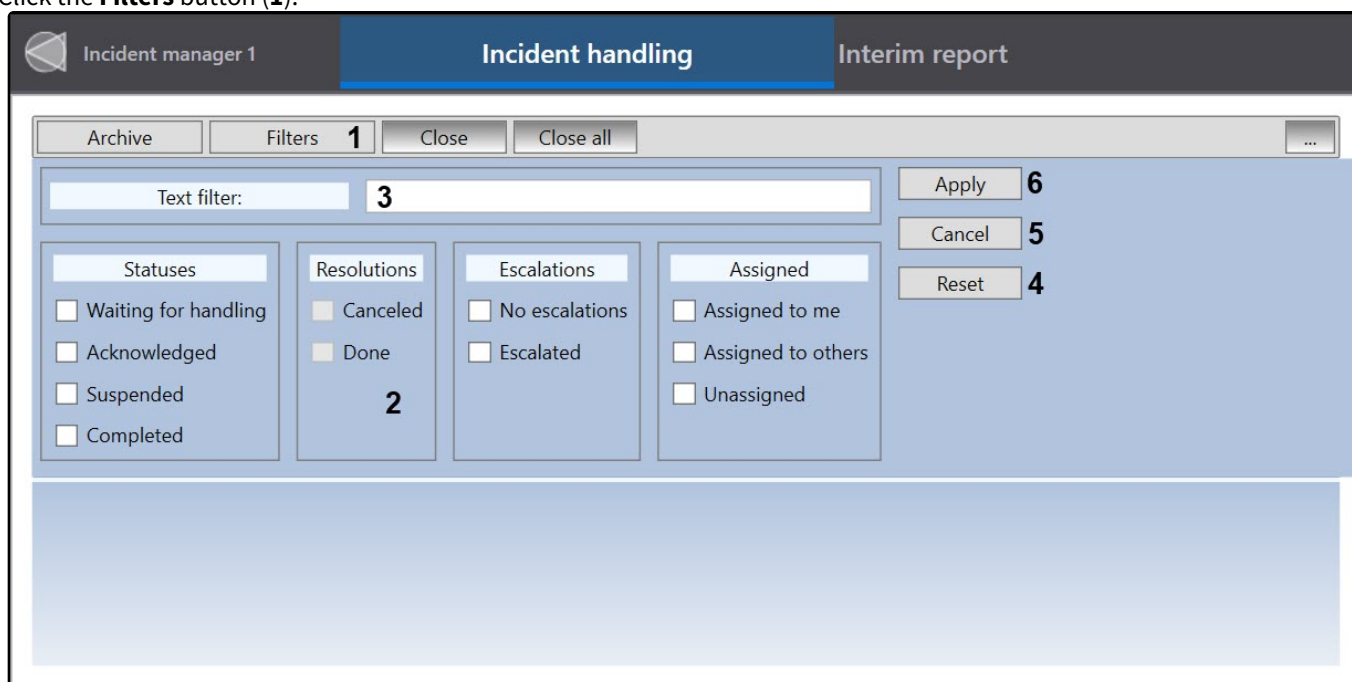 Click the Filters button (1).
Incident manager 1 Incident handling Interim report
Archive Filters 1 Close Close all ...
Text filter: 3 Apply 6
Cancel 5
Statuses Resolutions Escalations Assigned Reset 4
Waiting for handling Canceled No escalations Assigned to me
Acknowledged Done Escalated Assigned to others
Suspended 2 Unassigned
Completed